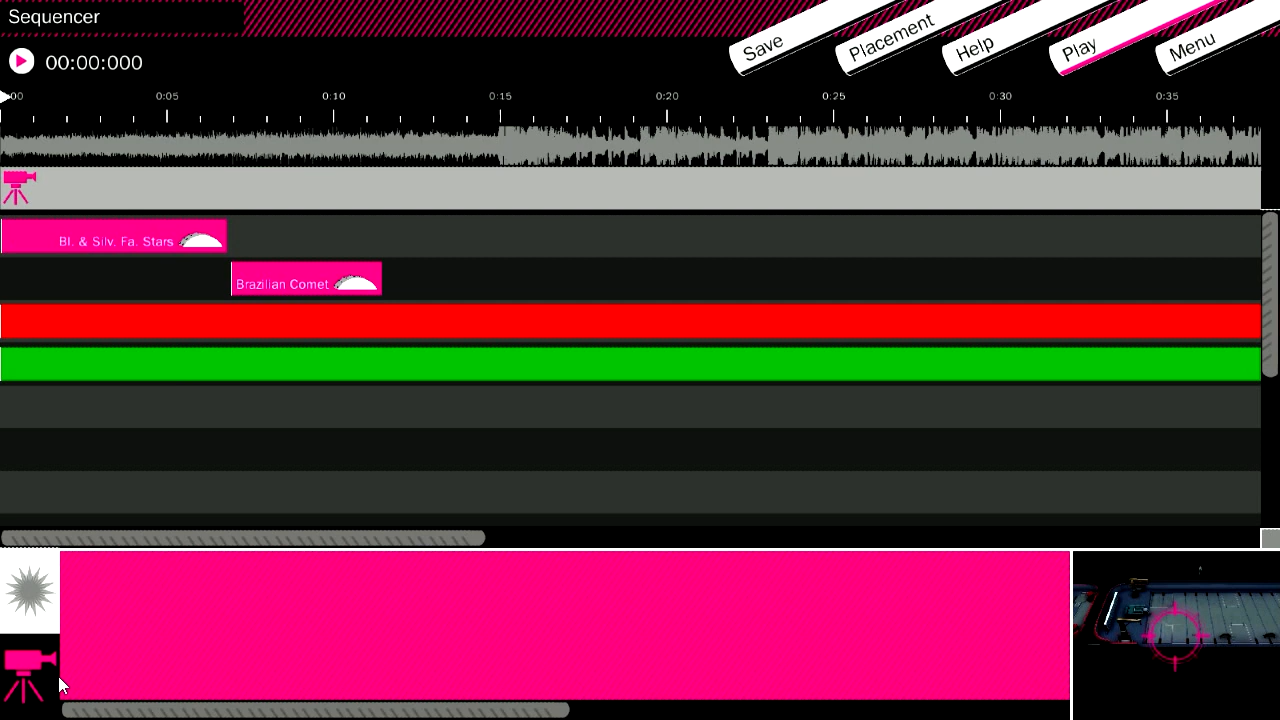 Sequencer
Save
Placement
Help
Play
Menu
00:00:000
:00 0:05 0:10 0:15 0:20 0:25 0:30 0:35
Bl. & Silv. Fa. Stars
Brazilian Comet